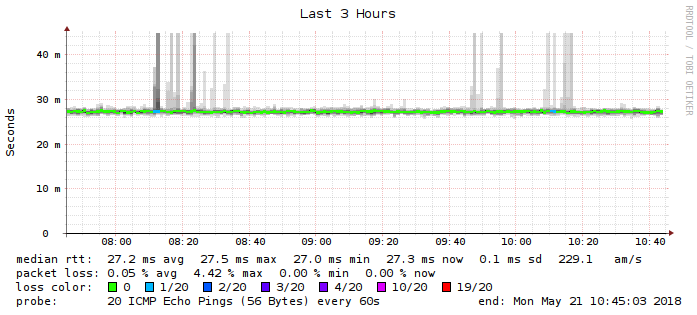 Last 3 Hours
RRDTOOL / TOBI OETIKER
Seconds
40 m
30 m
20 m
10 m
0
08:00 08:20 08:40 09:00 09:20 09:40 10:00 10:20 10:40
median rtt: 27.2 ms avg 27.5 ms max 27.0 ms min 27.3 ms now 0.1 ms sd 229.1 am/s
packet loss: 0.05 % avg 4.42 % max 0.00 % min 0.00 % now
loss color: 0 1/20 2/20 3/20 4/20 10/20 19/20
probe: 20 ICMP Echo Pings (56 Bytes) every 60s end: Mon May 21 10:45:03 2018